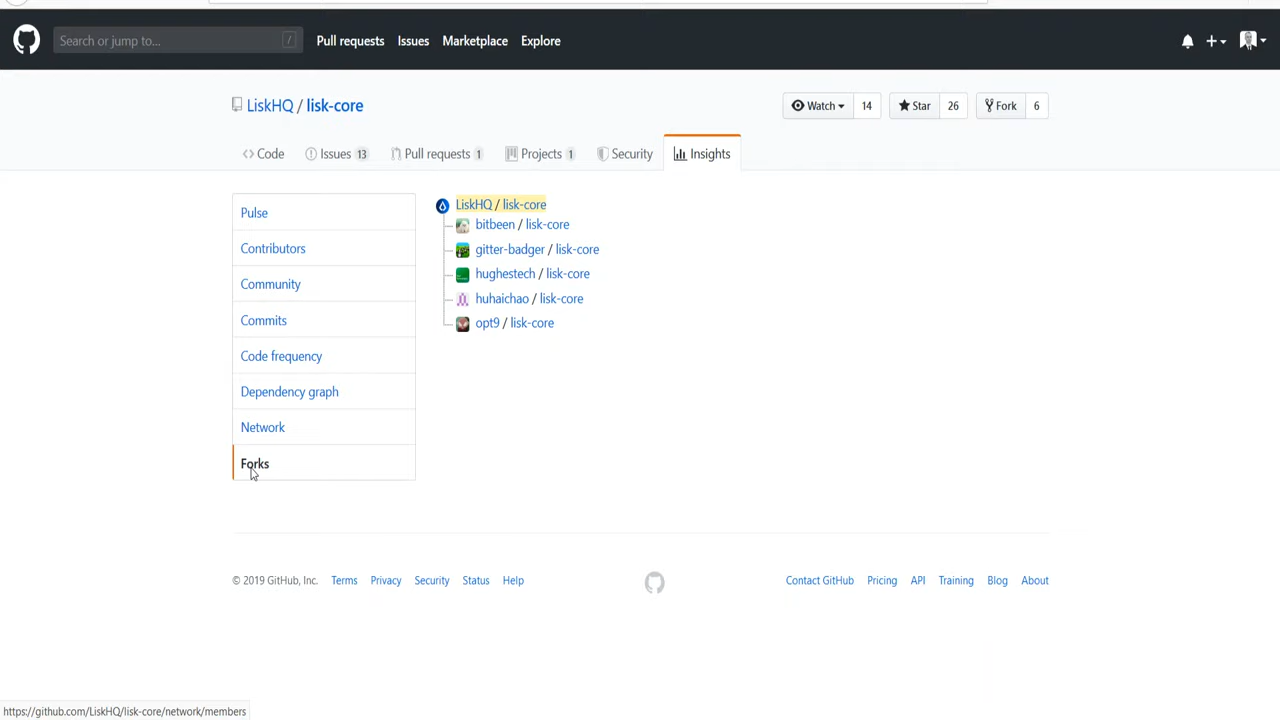 Search or jump to... / Pull requests Issues Marketplace Explore
LiskHQ / lisk-core Watch 14 Star 26 Fork 6
Code Issues 13 Pull requests 1 Projects 1 Security Insights
Pulse
Contributors
Community
Commits
Code frequency
Dependency graph
Network
Forks
LiskHQ / lisk-core
bitbeen / lisk-core
gitter-badger / lisk-core
hughestech / lisk-core
huhaichao / lisk-core
opt9 / lisk-core
© 2019 GitHub, Inc. Terms Privacy Security Status Help Contact GitHub Pricing API Training Blog About
https://github.com/LiskHQ/lisk-core/network/members